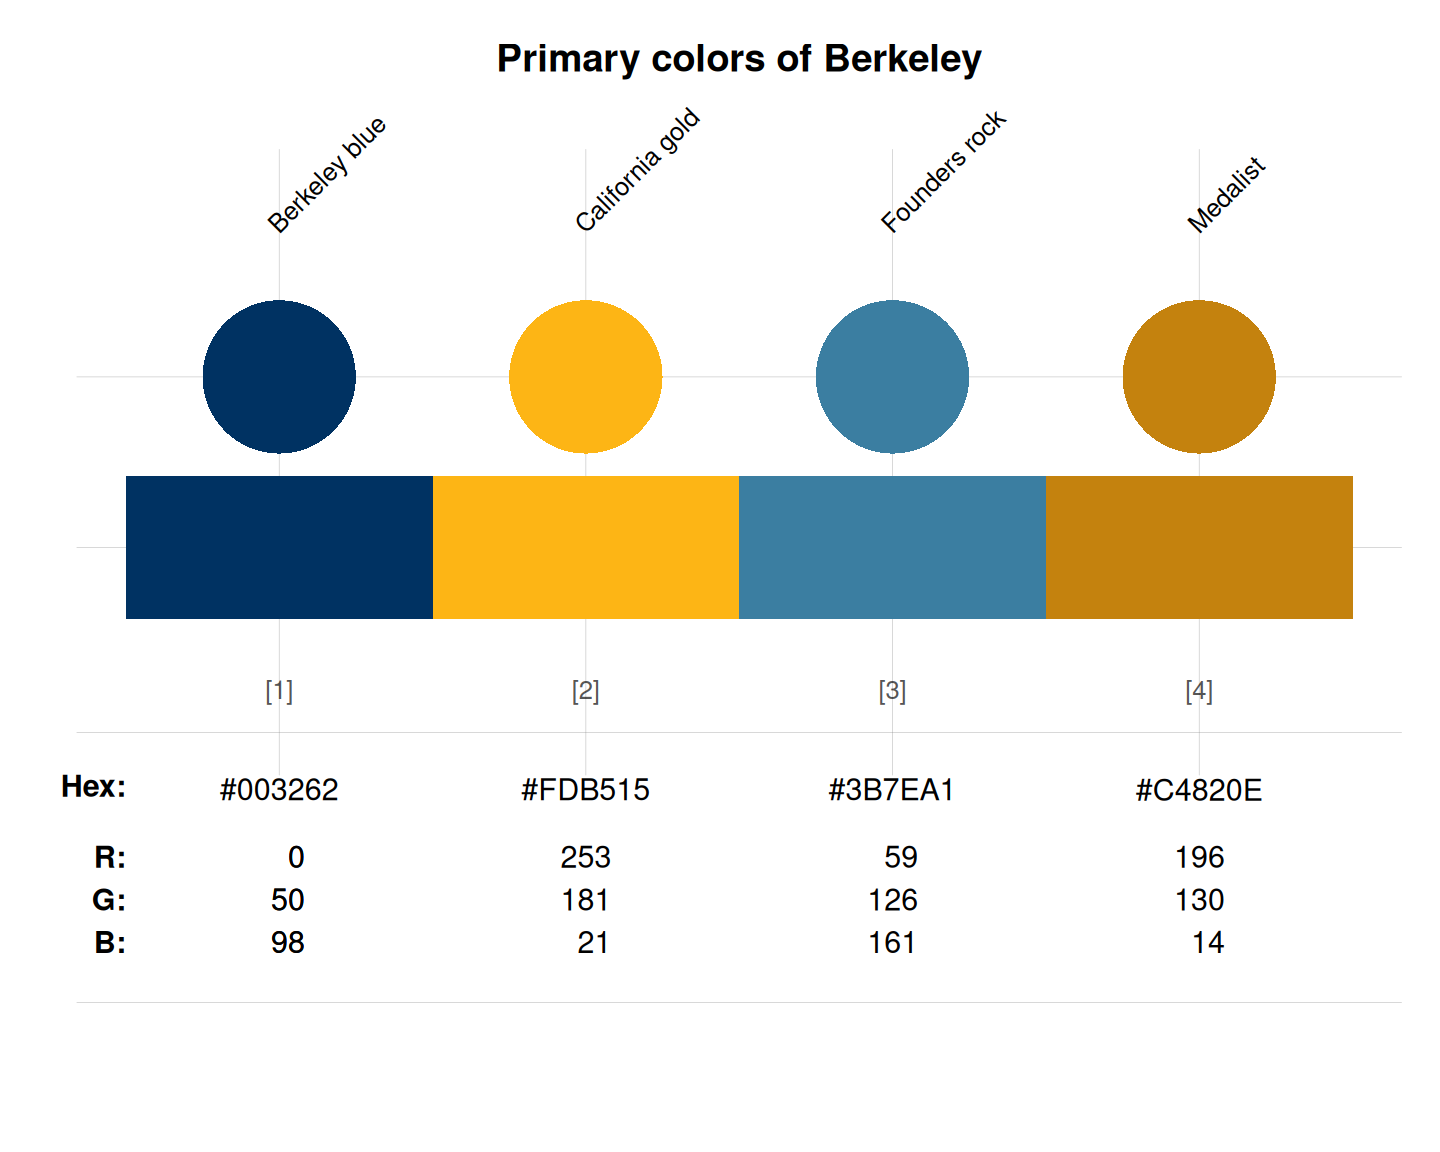 Primary colors of Berkeley
Berkeley blue California gold Founders rock Medalist
[1] [2] [3] [4]
Hex: #003262 #FDB515 #3B7EA1 #C4820E
R: 0 253 59 196
G: 50 181 126 130
B: 98 21 161 14